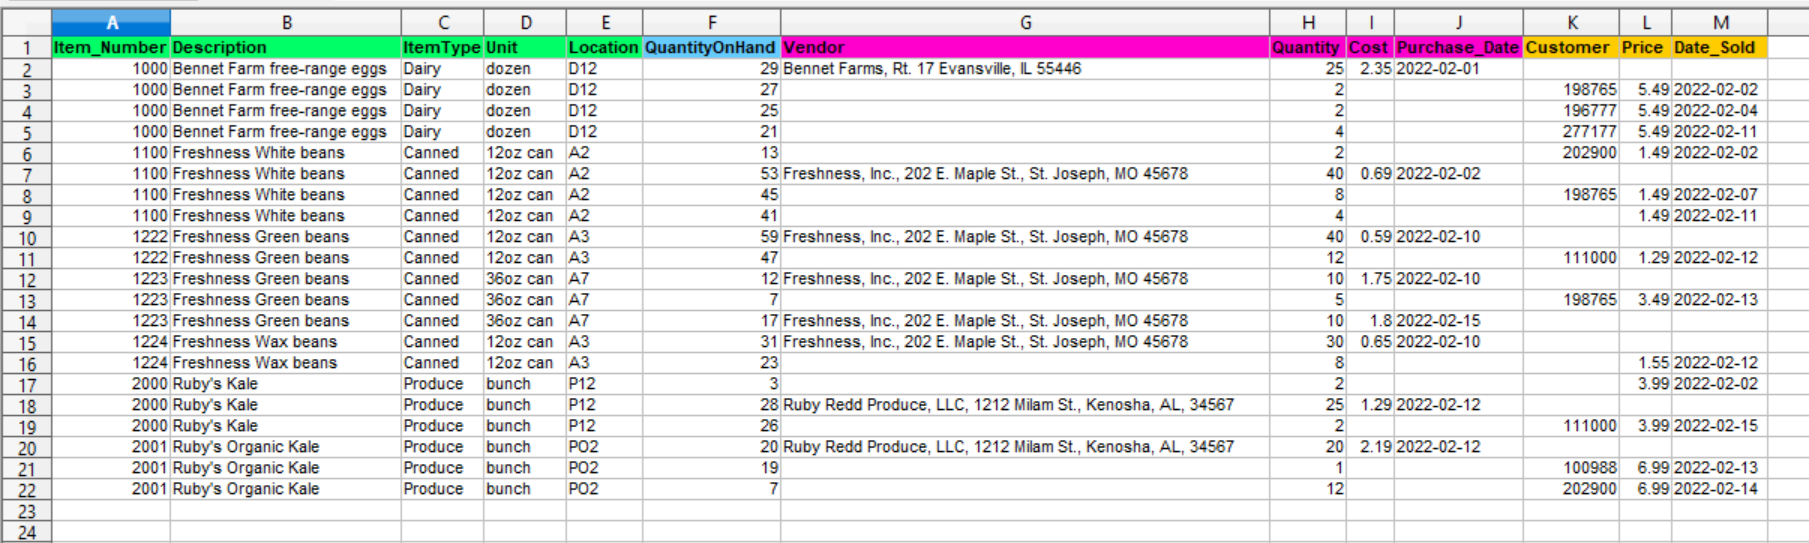 A B C D E F G H I J K L M
1 Item_Number Description ItemType Unit Location QuantityOnHand Vendor Quantity Cost Purchase_Date Customer Price Date_Sold
2 1000 Bennet Farm free-range eggs Dairy dozen D12 29 Bennet Farms, Rt. 17 Evansville, IL 55446 25 2.35 2022-02-01
3 1000 Bennet Farm free-range eggs Dairy dozen D12 27 2 198765 5.49 2022-02-02
4 1000 Bennet Farm free-range eggs Dairy dozen D12 25 2 196777 5.49 2022-02-04
5 1000 Bennet Farm free-range eggs Dairy dozen D12 21 4 277177 5.49 2022-02-11
6 1100 Freshness White beans Canned 12oz can A2 13 2 202900 1.49 2022-02-02
7 1100 Freshness White beans Canned 12oz can A2 53 Freshness, Inc., 202 E. Maple St., St. Joseph, MO 45678 40 0.69 2022-02-02
8 1100 Freshness White beans Canned 12oz can A2 45 8 198765 1.49 2022-02-07
9 1100 Freshness White beans Canned 12oz can A2 41 4 1.49 2022-02-11
10 1222 Freshness Green beans Canned 12oz can A3 59 Freshness, Inc., 202 E. Maple St., St. Joseph, MO 45678 40 0.59 2022-02-10
11 1222 Freshness Green beans Canned 12oz can A3 47 12 111000 1.29 2022-02-12
12 1223 Freshness Green beans Canned 36oz can A7 12 Freshness, Inc., 202 E. Maple St., St. Joseph, MO 45678 10 1.75 2022-02-10
13 1223 Freshness Green beans Canned 36oz can A7 7 5 198765 3.49 2022-02-13
14 1223 Freshness Green beans Canned 36oz can A7 17 Freshness, Inc., 202 E. Maple St., St. Joseph, MO 45678 10 1.8 2022-02-15
15 1224 Freshness Wax beans Canned 12oz can A3 31 Freshness, Inc., 202 E. Maple St., St. Joseph, MO 45678 30 0.65 2022-02-10
16 1224 Freshness Wax beans Canned 12oz can A3 23 8 1.55 2022-02-12
17 2000 Ruby's Kale Produce bunch P12 3 2 3.99 2022-02-02
18 2000 Ruby's Kale Produce bunch P12 28 Ruby Redd Produce, LLC, 1212 Milam St., Kenosha, AL, 34567 25 1.29 2022-02-12
19 2000 Ruby's Kale Produce bunch P12 26 2 111000 3.99 2022-02-15
20 2001 Ruby's Organic Kale Produce bunch PO2 20 Ruby Redd Produce, LLC, 1212 Milam St., Kenosha, AL, 34567 20 2.19 2022-02-12
21 2001 Ruby's Organic Kale Produce bunch PO2 19 1 100988 6.99 2022-02-13
22 2001 Ruby's Organic Kale Produce bunch PO2 7 12 202900 6.99 2022-02-14
23
24